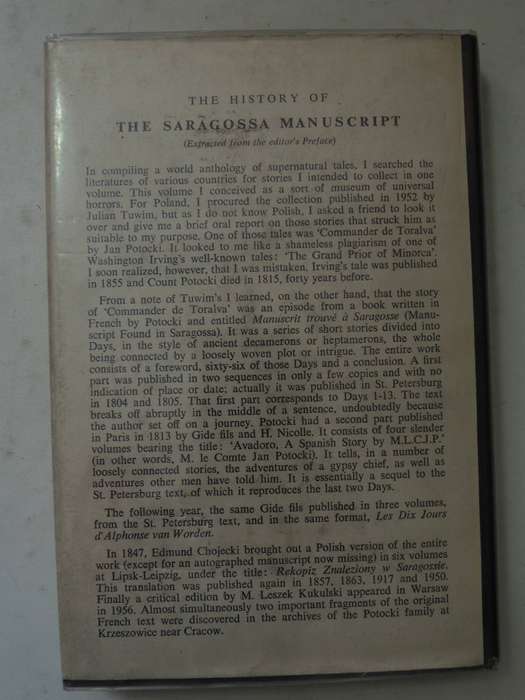 THE HISTORY OF
THE SARAGOSSA MANUSCRIPT
(Extracted from the editor's Preface)
In compiling a world anthology of supernatural tales, I searched the
literatures of various countries for stories I intended to collect in one
volume. This volume I conceived as a sort of museum of universal
horrors. For Poland, I procured the collection published in 1952 by
Julian Tuwim, but as I do not know Polish, I asked a friend to look it
over and give me a brief oral report on those stories that struck him as
suitable to my purpose. One of those tales was 'Commander de Toralva'
by Jan Potocki. It looked to me like a shameless plagiarism of one of
Washington Irving's well-known tales: 'The Grand Prior of Minorca'.
I soon realized, however, that I was mistaken. Irving's tale was published
in 1855 and Count Potocki died in 1815, forty years before.
From a note of Tuwim's I learned, on the other hand, that the story
of 'Commander de Toralva' was an episode from a book written in
French by Potocki and entitled Manuscrit trouvé à Saragosse (Manu-
script Found in Saragossa). It was a series of short stories divided into
Days, in the style of ancient decamerons or heptamerons, the whole
being connected by a loosely woven plot or intrigue. The entire work
consists of a foreword, sixty-six of those Days and a conclusion. A first
part was published in two sequences in only a few copies and with no
indication of place or date; actually it was published in St. Petersburg
in 1804 and 1805. That first part corresponds to Days 1-13. The text
breaks off abruptly in the middle of a sentence, undoubtedly because
the author set off on a journey. Potocki had a second part published
in Paris in 1813 by Gide fils and H. Nicolle. It consists of four slender
volumes bearing the title: 'Avadoro, A Spanish Story by M.L.C.J.P.'
(in other words, M. le Comte Jan Potocki). It tells, in a number of
loosely connected stories, the adventures of a gypsy chief, as well as
adventures other men have told him. It is essentially a sequel to the
St. Petersburg text, of which it reproduces the last two Days.
The following year, the same Gide fils published in three volumes,
from the St. Petersburg text, and in the same format, Les Dix Jours
d'Alphonse van Worden.
In 1847, Edmund Chojecki brought out a Polish version of the entire
work (except for an autographed manuscript now missing) in six volumes
at Lipsk-Leipzig, under the title: Rekopiz Znaleziony w Saragossie.
This translation was published again in 1857, 1863, 1917 and 1950.
Finally a critical edition by M. Leszek Kukulski appeared in Warsaw
in 1956. Almost simultaneously two important fragments of the original
French text were discovered in the archives of the Potocki family at
Krzeszowice near Cracow.